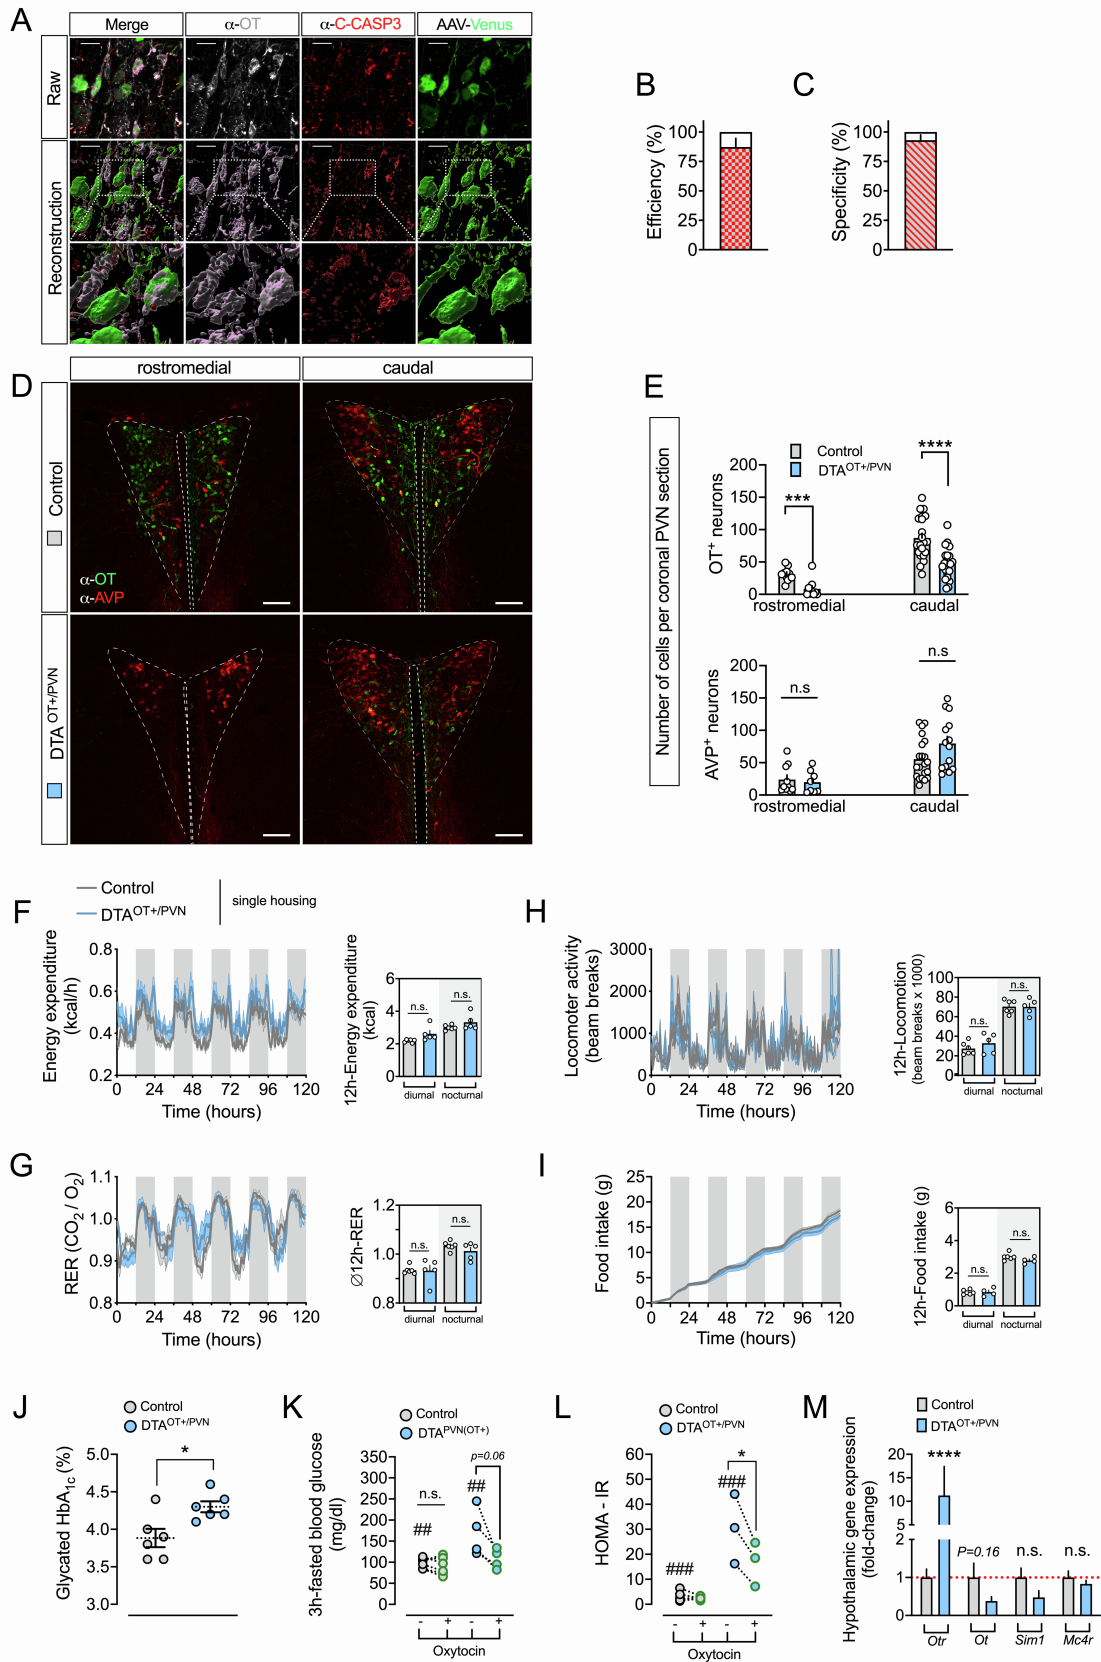 A
Merge
α-OT
α-C-CASP3
AAV-Venus
Raw
Reconstruction
B
Efficiency (%)
100
75
50
25
0
C
Specificity (%)
100
75
50
25
0
D
rostromedial
caudal
Control
α-OT
α-AVP
DTA OT+/PVN
E
Number of cells per coronal PVN section
Control
DTA OT+/PVN
OT+ neurons
200
150
100
50
0
***
****
rostromedial
caudal
AVP+ neurons
200
150
100
50
0
n.s
n.s
rostromedial
caudal
Control
DTA OT+/PVN
single housing
F
Energy expenditure
(kcal/h)
0.8
0.6
0.4
0.2
0 24 48 72 96 120
Time (hours)
12h-Energy expenditure
(kcal)
6
4
2
0
n.s.
n.s.
diurnal
nocturnal
H
Locomoter activity
(beam breaks)
3000
2000
1000
0
0 24 48 72 96 120
Time (hours)
12h-Locomotion
(beam breaks x 1000)
100
80
60
40
20
0
n.s.
n.s.
diurnal
nocturnal
G
RER (CO2 / O2)
1.1
1.0
0.9
0.8
0 24 48 72 96 120
Time (hours)
∅12h-RER
1.2
1.0
0.8
n.s.
n.s.
diurnal
nocturnal
I
Food intake (g)
25
20
15
10
5
0
0 24 48 72 96 120
Time (hours)
12h-Food intake (g)
6
4
2
0
n.s.
n.s.
diurnal
nocturnal
J
Control
DTA OT+/PVN
Glycated HbA1c (%)
5.0
4.5
4.0
3.5
3.0
*
K
Control
DTA PVN(OT+)
3h-fasted blood glucose
(mg/dl)
350
300
250
200
150
100
50
0
n.s.
##
##
p=0.06
- + - +
Oxytocin
L
Control
DTA OT+/PVN
HOMA - IR
60
50
40
30
20
10
0
###
###
*
- + - +
Oxytocin
M
Control
DTA OT+/PVN
Hypothalamic gene expression
(fold-change)
20
15
10
5
2
1
0
****
P=0.16
n.s.
n.s.
Otr
Ot
Sim1
Mc4r